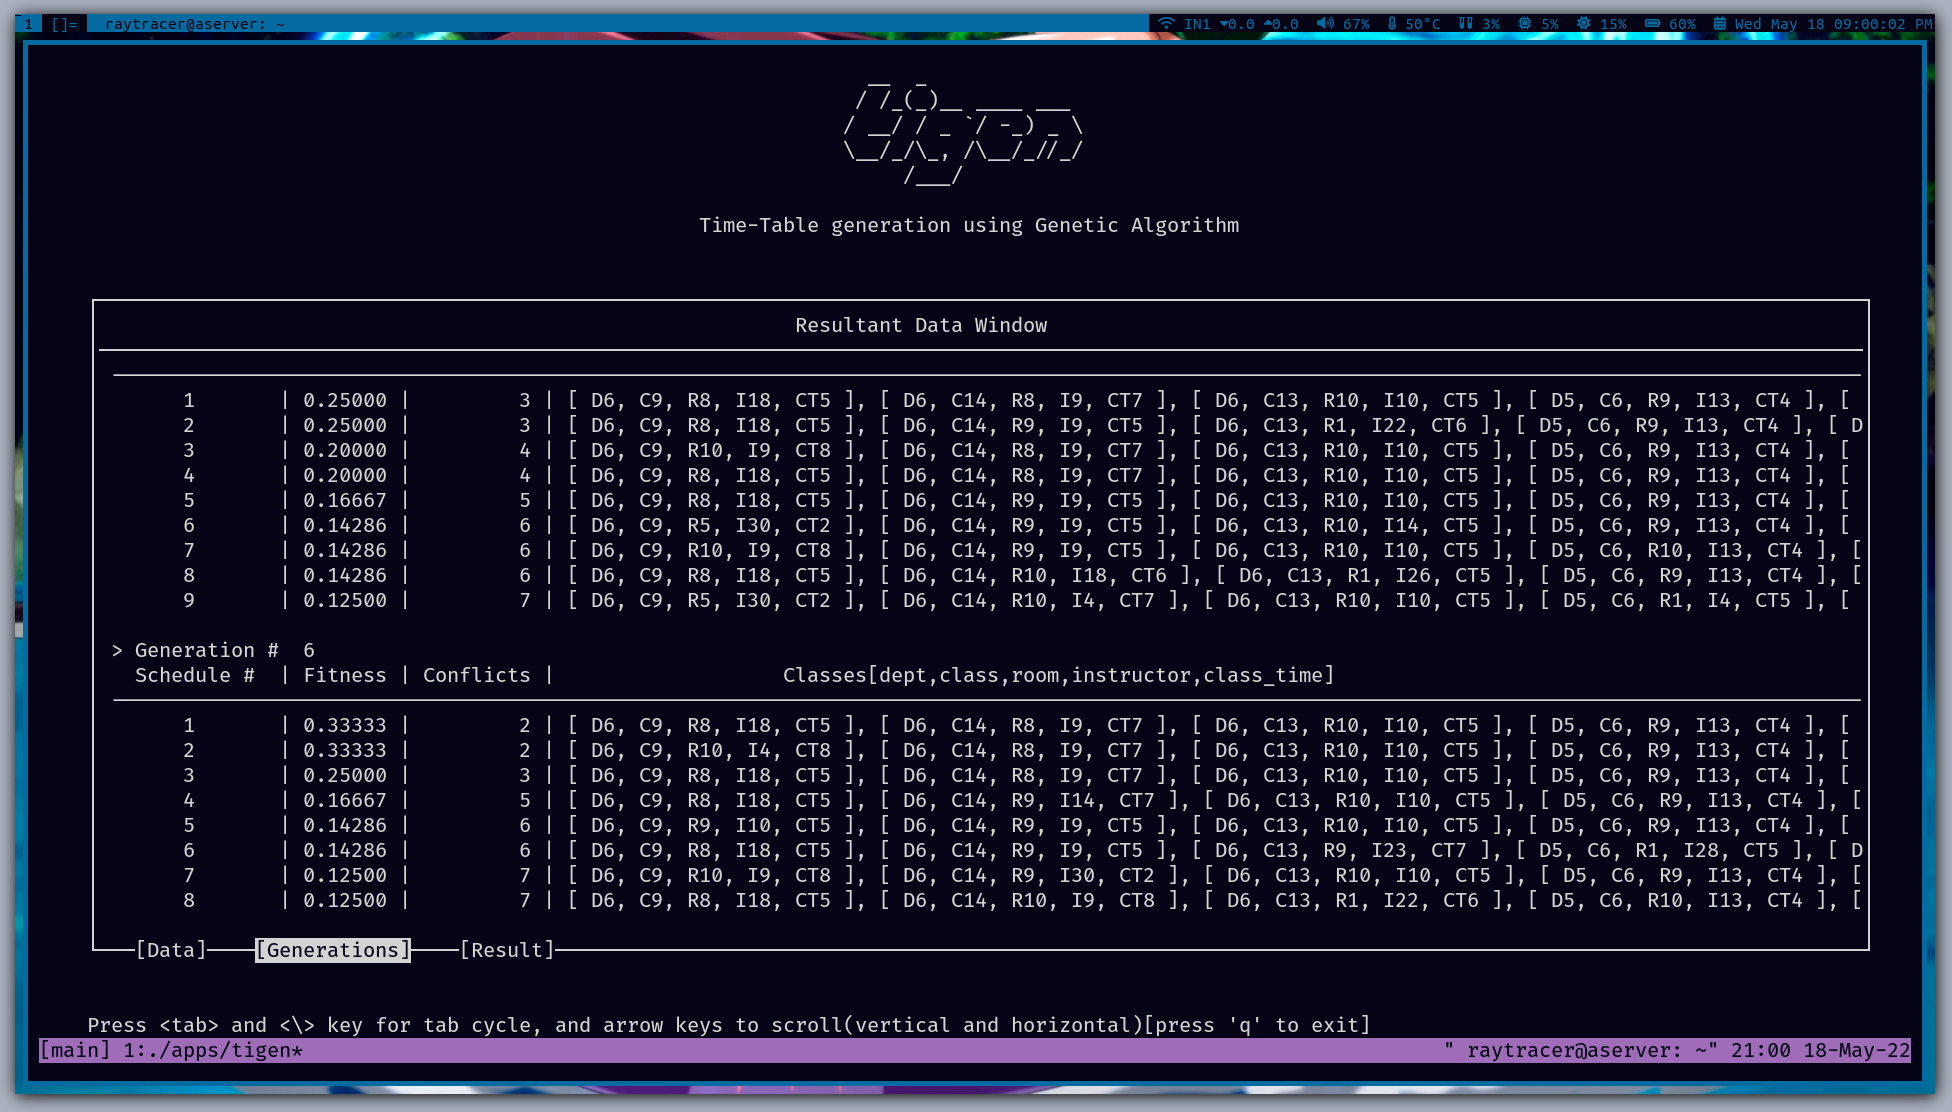 1 []= raytracer@aserver: ~ IN1 ▾0.0 ▴0.0 67% 50°C 3% 5% 15% 60% Wed May 18 09:00:02 PM
   __  _
  / /_(_)__ ____ ___
 / __/ / _ `/ -_) _ \
 \__/_/\_, /\__/_//_/
      /___/
Time-Table generation using Genetic Algorithm
Resultant Data Window
1 | 0.25000 | 3 | [ D6, C9, R8, I18, CT5 ], [ D6, C14, R8, I9, CT7 ], [ D6, C13, R10, I10, CT5 ], [ D5, C6, R9, I13, CT4 ], [
2 | 0.25000 | 3 | [ D6, C9, R8, I18, CT5 ], [ D6, C14, R9, I9, CT5 ], [ D6, C13, R1, I22, CT6 ], [ D5, C6, R9, I13, CT4 ], [ D
3 | 0.20000 | 4 | [ D6, C9, R10, I9, CT8 ], [ D6, C14, R8, I9, CT7 ], [ D6, C13, R10, I10, CT5 ], [ D5, C6, R9, I13, CT4 ], [
4 | 0.20000 | 4 | [ D6, C9, R8, I18, CT5 ], [ D6, C14, R8, I9, CT7 ], [ D6, C13, R10, I10, CT5 ], [ D5, C6, R9, I13, CT4 ], [
5 | 0.16667 | 5 | [ D6, C9, R8, I18, CT5 ], [ D6, C14, R9, I9, CT5 ], [ D6, C13, R10, I10, CT5 ], [ D5, C6, R9, I13, CT4 ], [
6 | 0.14286 | 6 | [ D6, C9, R5, I30, CT2 ], [ D6, C14, R9, I9, CT5 ], [ D6, C13, R10, I14, CT5 ], [ D5, C6, R9, I13, CT4 ], [
7 | 0.14286 | 6 | [ D6, C9, R10, I9, CT8 ], [ D6, C14, R9, I9, CT5 ], [ D6, C13, R10, I10, CT5 ], [ D5, C6, R10, I13, CT4 ], [
8 | 0.14286 | 6 | [ D6, C9, R8, I18, CT5 ], [ D6, C14, R10, I18, CT6 ], [ D6, C13, R1, I26, CT5 ], [ D5, C6, R9, I13, CT4 ], [
9 | 0.12500 | 7 | [ D6, C9, R5, I30, CT2 ], [ D6, C14, R10, I4, CT7 ], [ D6, C13, R10, I10, CT5 ], [ D5, C6, R1, I4, CT5 ], [
> Generation # 6
Schedule # | Fitness | Conflicts | Classes[dept,class,room,instructor,class_time]
1 | 0.33333 | 2 | [ D6, C9, R8, I18, CT5 ], [ D6, C14, R8, I9, CT7 ], [ D6, C13, R10, I10, CT5 ], [ D5, C6, R9, I13, CT4 ], [
2 | 0.33333 | 2 | [ D6, C9, R10, I4, CT8 ], [ D6, C14, R8, I9, CT7 ], [ D6, C13, R10, I10, CT5 ], [ D5, C6, R9, I13, CT4 ], [
3 | 0.25000 | 3 | [ D6, C9, R8, I18, CT5 ], [ D6, C14, R8, I9, CT7 ], [ D6, C13, R10, I10, CT5 ], [ D5, C6, R9, I13, CT4 ], [
4 | 0.16667 | 5 | [ D6, C9, R8, I18, CT5 ], [ D6, C14, R9, I14, CT7 ], [ D6, C13, R10, I10, CT5 ], [ D5, C6, R9, I13, CT4 ], [
5 | 0.14286 | 6 | [ D6, C9, R9, I10, CT5 ], [ D6, C14, R9, I9, CT5 ], [ D6, C13, R10, I10, CT5 ], [ D5, C6, R9, I13, CT4 ], [
6 | 0.14286 | 6 | [ D6, C9, R8, I18, CT5 ], [ D6, C14, R9, I9, CT5 ], [ D6, C13, R9, I23, CT7 ], [ D5, C6, R1, I28, CT5 ], [ D
7 | 0.12500 | 7 | [ D6, C9, R10, I9, CT8 ], [ D6, C14, R9, I30, CT2 ], [ D6, C13, R10, I10, CT5 ], [ D5, C6, R9, I13, CT4 ], [
8 | 0.12500 | 7 | [ D6, C9, R8, I18, CT5 ], [ D6, C14, R10, I9, CT8 ], [ D6, C13, R1, I22, CT6 ], [ D5, C6, R10, I13, CT4 ], [
[Data] [Generations] [Result]
Press <tab> and <\> key for tab cycle, and arrow keys to scroll(vertical and horizontal)[press 'q' to exit]
[main] 1:./apps/tigen* " raytracer@aserver: ~" 21:00 18-May-22